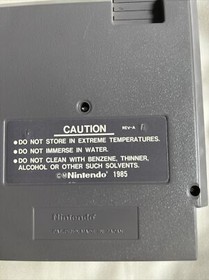 CAUTION REV-A
•DO NOT STORE IN EXTREME TEMPERATURES.
•DO NOT IMMERSE IN WATER.
•DO NOT CLEAN WITH BENZENE, THINNER,
ALCOHOL OR OTHER SUCH SOLVENTS.
©Ⓜ Nintendo® 1985
Nintendo®